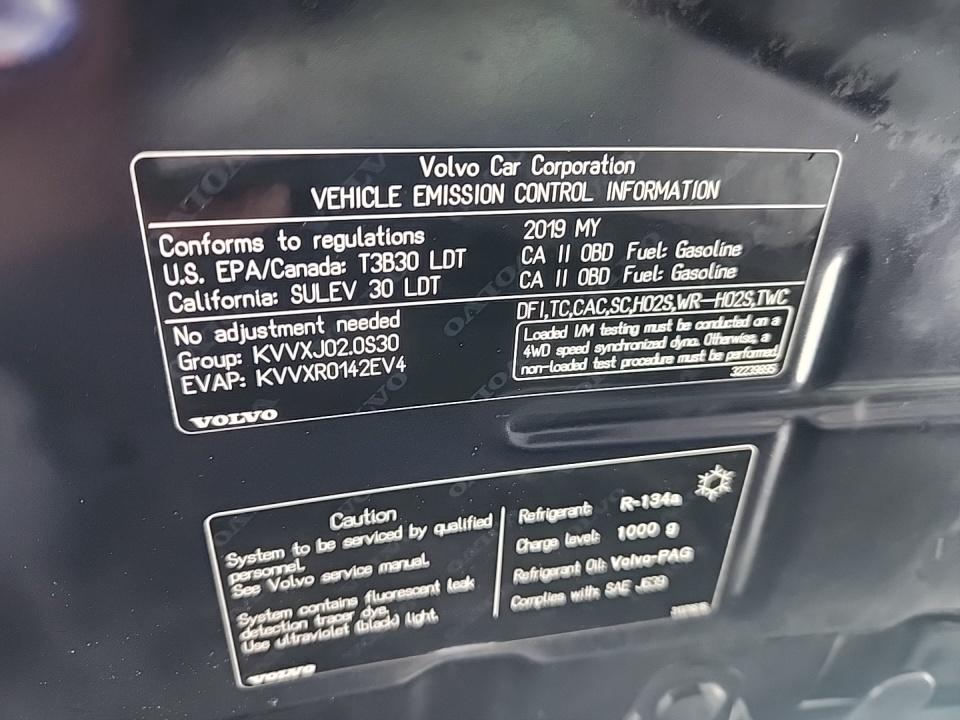 Volvo Car Corporation
VEHICLE EMISSION CONTROL INFORMATION
Conforms to regulations
U.S. EPA/Canada: T3B30 LDT
California: SULEV 30 LDT
2019 MY
CA II OBD Fuel: Gasoline
CA II OBD Fuel: Gasoline
No adjustment needed
Group: KVVXJ02.0S30
EVAP: KVVXR0142EV4
VOLVO
DFI,TC,CAC,SC,HO2S,WR-HO2S,TWC
Loaded I/M testing must be conducted on a
4WD speed synchronized dyno. Otherwise, a
non-loaded test procedure must be performed.
32239895
Caution
System to be serviced by qualified
personnel.
See Volvo service manual.
System contains fluorescent leak
detection tracer dye.
Use ultraviolet (black) light.
VOLVO
Refrigerant: R-134a
Charge level: 1000 g
Refrigerant Oil: Volvo-PAG
Complies with: SAE J639